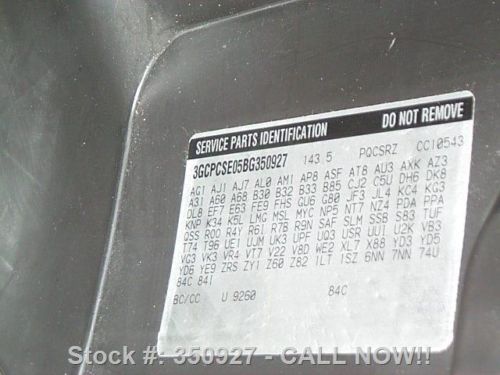 SERVICE PARTS IDENTIFICATION DO NOT REMOVE
3GCPCSE05BG350927 143 5 PQCSRZ CC10543
AG1 AJ1 AJ7 AL0 AM1 AP8 ASF AT8 AU3 AXK AZ3
A31 A60 A68 B30 B32 B33 B85 CJ2 C5U DH6 DK8
DL8 EF7 E63 FE9 FHS GU6 G80 JF3 JL4 KC4 KG3
KNP K34 K5L LMG MSL MYC NP5 NT7 NZ4 PDA PPA
QSS R00 R4Y R6I R7B R9N SAF SLM SSB S83 TUF
T74 T96 UE1 UJM UK3 UPF UQ3 USR UUI U2K VB3
VG3 VK3 VR4 VT7 V22 V8D WE2 XL7 X88 YD3 YD5
YD6 YE9 ZRS ZY1 Z60 Z82 1LT 1SZ 6NN 7NN 74U
84C 84I
BC/CC U 9260 84C
Stock #: 350927 - CALL NOW!!